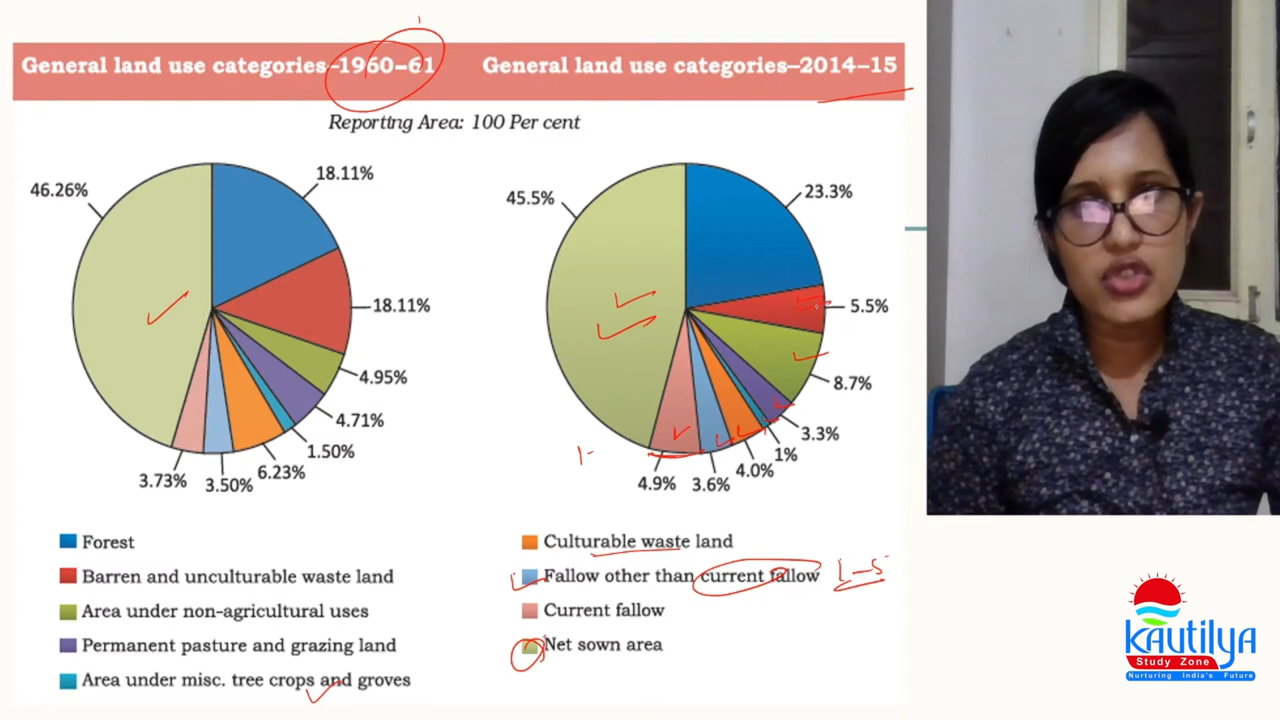 General land use categories–1960–61
General land use categories–2014–15
Reporting Area: 100 Per cent
46.26%
18.11%
18.11%
4.95%
4.71%
1.50%
6.23%
3.50%
3.73%
45.5%
23.3%
5.5%
8.7%
3.3%
1%
4.0%
3.6%
4.9%
Forest
Barren and unculturable waste land
Area under non-agricultural uses
Permanent pasture and grazing land
Area under misc. tree crops and groves
Culturable waste land
Fallow other than current fallow
1-5
Current fallow
Net sown area
Kautilya
Study Zone
Nurturing India's Future